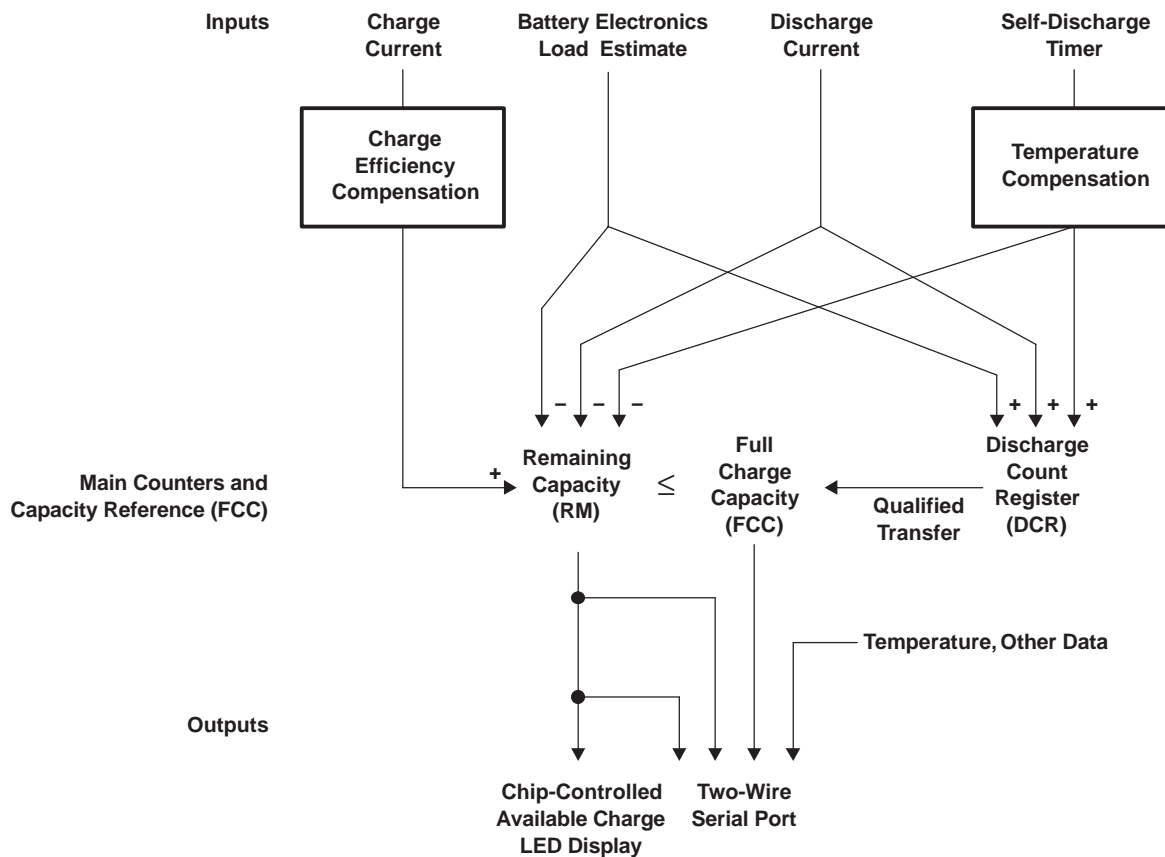 Inputs
Charge
Current
Battery Electronics
Load Estimate
Discharge
Current
Self-Discharge
Timer
Charge
Efficiency
Compensation
Temperature
Compensation
– – –
+ + +
Main Counters and
Capacity Reference (FCC)
+
Remaining
Capacity
(RM)
≤
Full
Charge
Capacity
(FCC)
Qualified
Transfer
Discharge
Count
Register
(DCR)
Temperature, Other Data
Outputs
Chip-Controlled
Available Charge
LED Display
Two-Wire
Serial Port